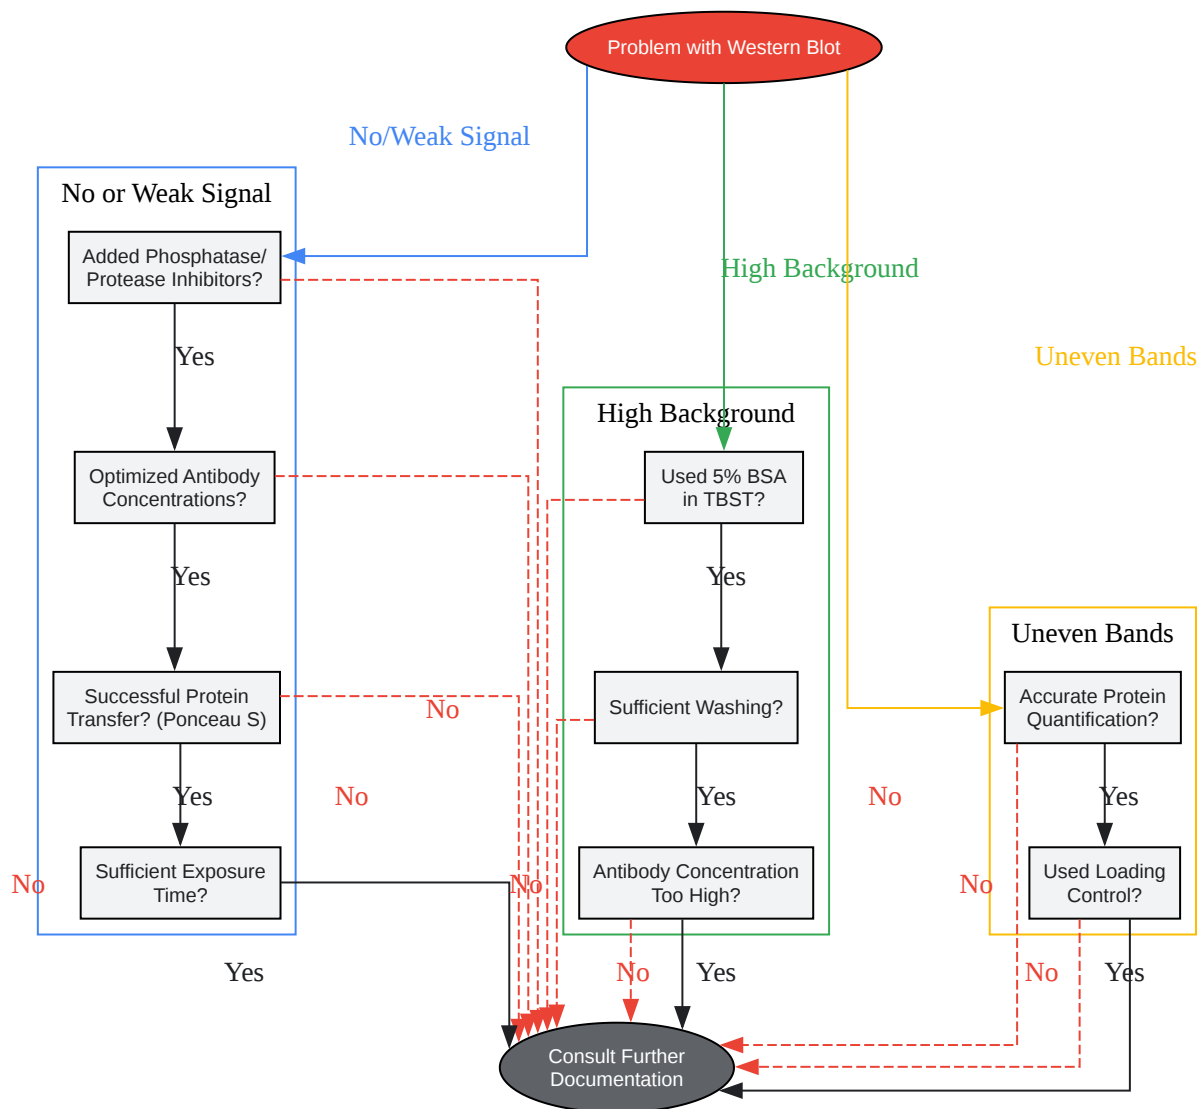 Problem with Western Blot
No/Weak Signal
No or Weak Signal
Added Phosphatase/
Protease Inhibitors?
High Background
Yes
Uneven Bands
High Background
Optimized Antibody
Concentrations?
Used 5% BSA
in TBST?
Yes
Yes
Uneven Bands
Successful Protein
Transfer? (Ponceau S)
No
Sufficient Washing?
Accurate Protein
Quantification?
Yes
No
Yes
No
Yes
Sufficient Exposure
Time?
No
No
Antibody Concentration
Too High?
No
Used Loading
Control?
Yes
No
Yes
No
Yes
Consult Further
Documentation